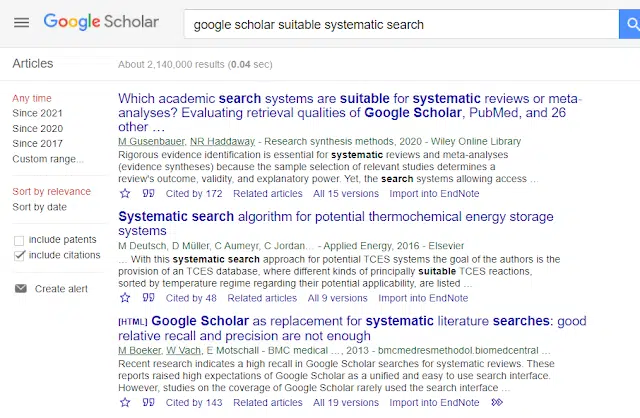 Google Scholar
google scholar suitable systematic search
Articles
About 2,140,000 results (0.04 sec)
Any time
Since 2021
Since 2020
Since 2017
Custom range...
Sort by relevance
Sort by date
include patents
include citations
Create alert
Which academic search systems are suitable for systematic reviews or meta-
analyses? Evaluating retrieval qualities of Google Scholar, PubMed, and 26
other …
M Gusenbauer, NR Haddaway - Research synthesis methods, 2020 - Wiley Online Library
Rigorous evidence identification is essential for systematic reviews and meta‐analyses
(evidence syntheses) because the sample selection of relevant studies determines a
review's outcome, validity, and explanatory power. Yet, the search systems allowing access …
Cited by 172 Related articles All 15 versions Import into EndNote
Systematic search algorithm for potential thermochemical energy storage
systems
M Deutsch, D Müller, C Aumeyr, C Jordan… - Applied Energy, 2016 - Elsevier
… With this systematic search approach for potential TCES systems the goal of the authors is the
provision of an TCES database, where different kinds of principally suitable TCES reactions,
sorted by temperature regime regarding their potential applicability, are listed …
Cited by 48 Related articles All 9 versions Import into EndNote
[HTML] Google Scholar as replacement for systematic literature searches: good
relative recall and precision are not enough
M Boeker, W Vach, E Motschall - BMC medical …, 2013 - bmcmedresmethodol.biomedcentral …
Recent research indicates a high recall in Google Scholar searches for systematic reviews. These
reports raised high expectations of Google Scholar as a unified and easy to use search interface.
However, studies on the coverage of Google Scholar rarely used the search interface …
Cited by 143 Related articles All 19 versions Import into EndNote